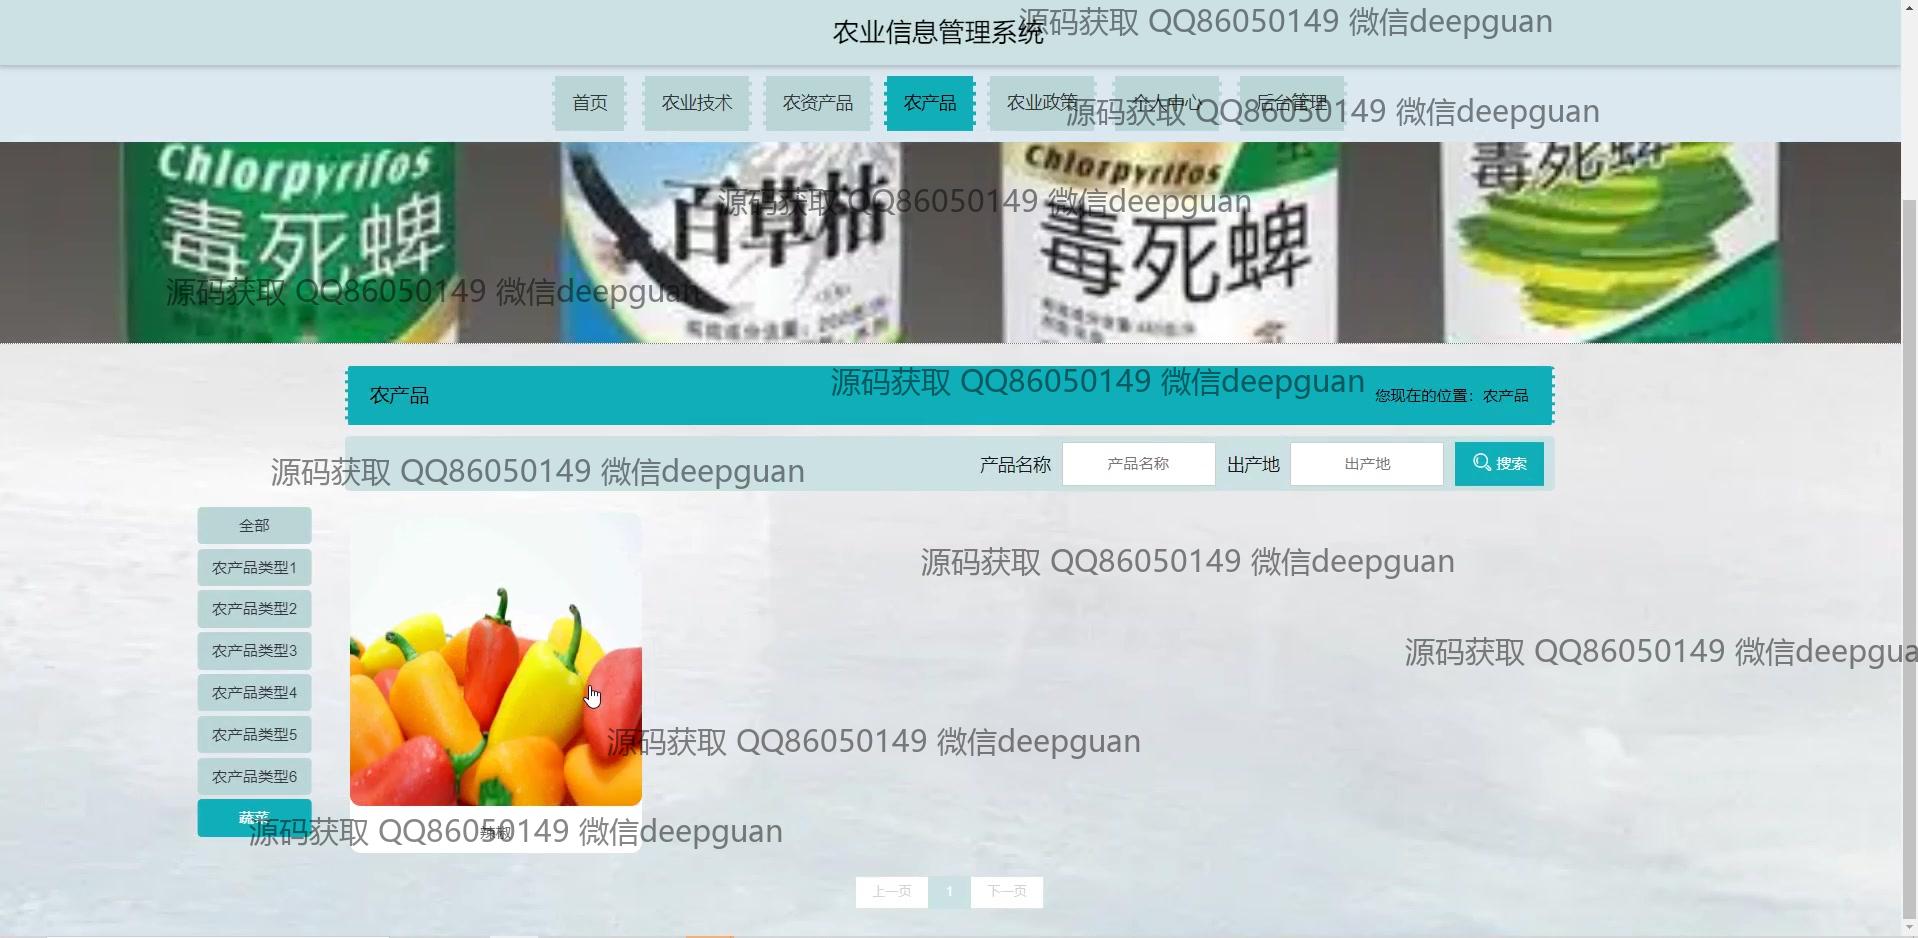 农业信息管理系统
源码获取 QQ86050149 微信deepguan
首页 农业技术 农资产品 农产品 农业政策 个人中心 后台管理
源码获取 QQ86050149 微信deepguan
Chlorpyrifos
毒死蜱
百草枯
Chlorpyrifos
毒死蜱
毒死蜱
源码获取 QQ86050149 微信deepguan
源码获取 QQ86050149 微信deepguan
农产品
源码获取 QQ86050149 微信deepguan
您现在的位置：农产品
源码获取 QQ86050149 微信deepguan
产品名称 产品名称 出产地 出产地 搜索
全部
农产品类型1
源码获取 QQ86050149 微信deepguan
农产品类型2
农产品类型3
源码获取 QQ86050149 微信deepgua
农产品类型4
农产品类型5
源码获取 QQ86050149 微信deepguan
农产品类型6
蔬菜
源码获取 QQ86050149 微信deepguan
辣椒
上一页 1 下一页